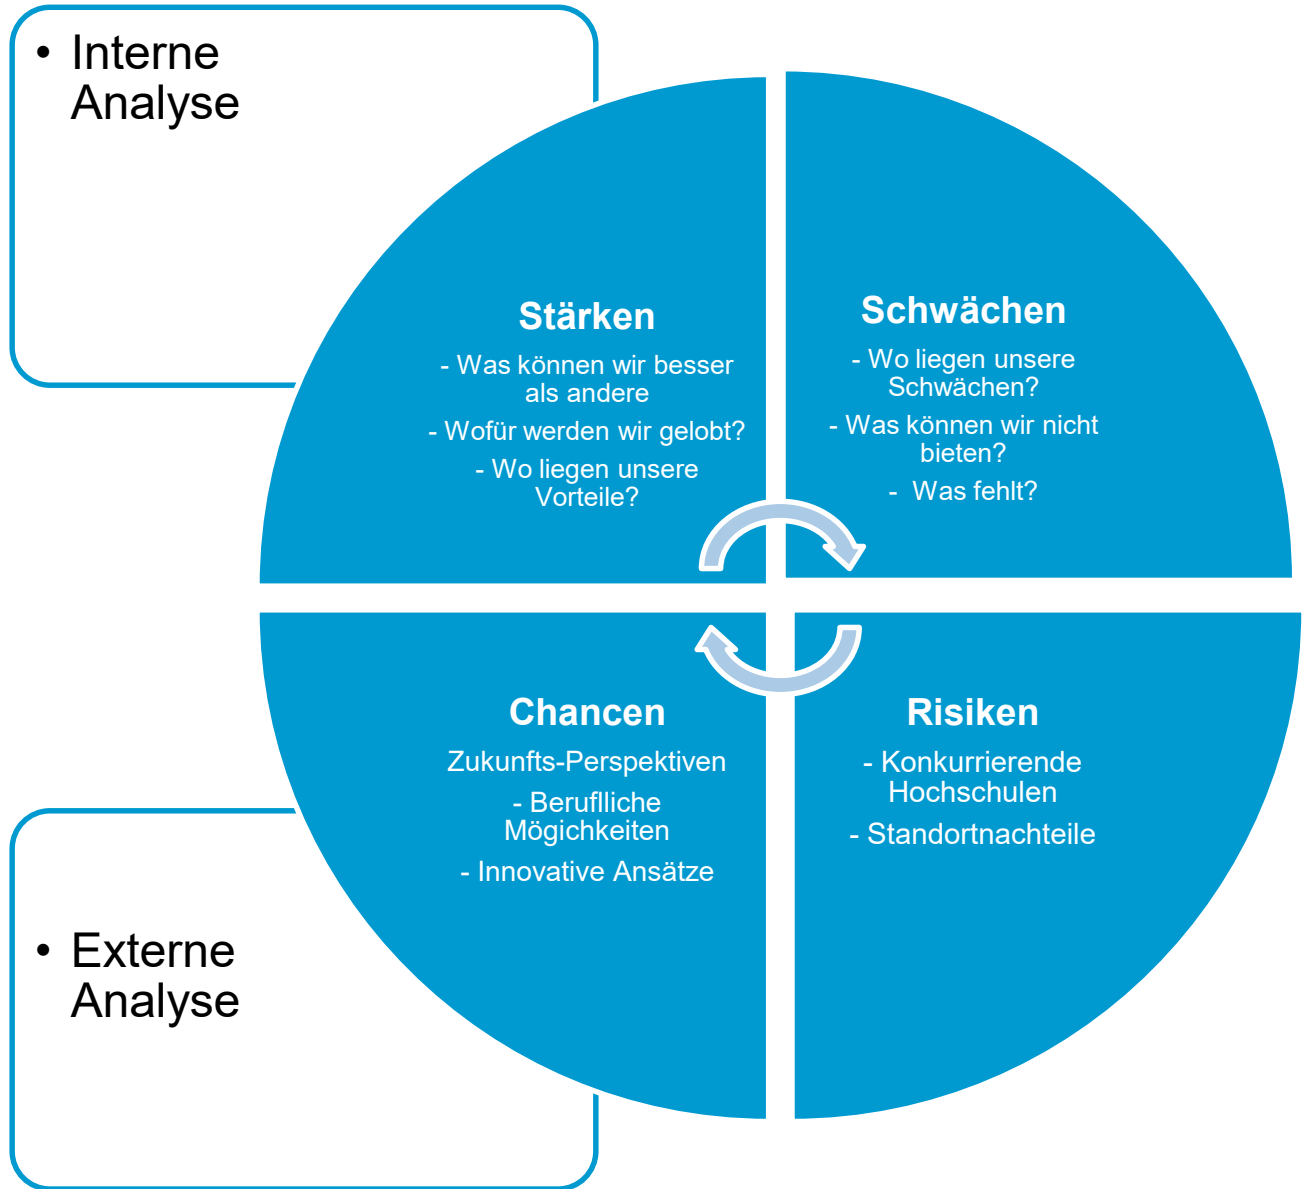 • Interne
Analyse
Stärken
- Was können wir besser
als andere
- Wofür werden wir gelobt?
- Wo liegen unsere
Vorteile?
Schwächen
- Wo liegen unsere
Schwächen?
- Was können wir nicht
bieten?
- Was fehlt?
Chancen
Zukunfts-Perspektiven
- Beruflliche
Mögichkeiten
- Innovative Ansätze
Risiken
- Konkurrierende
Hochschulen
- Standortnachteile
• Externe
Analyse